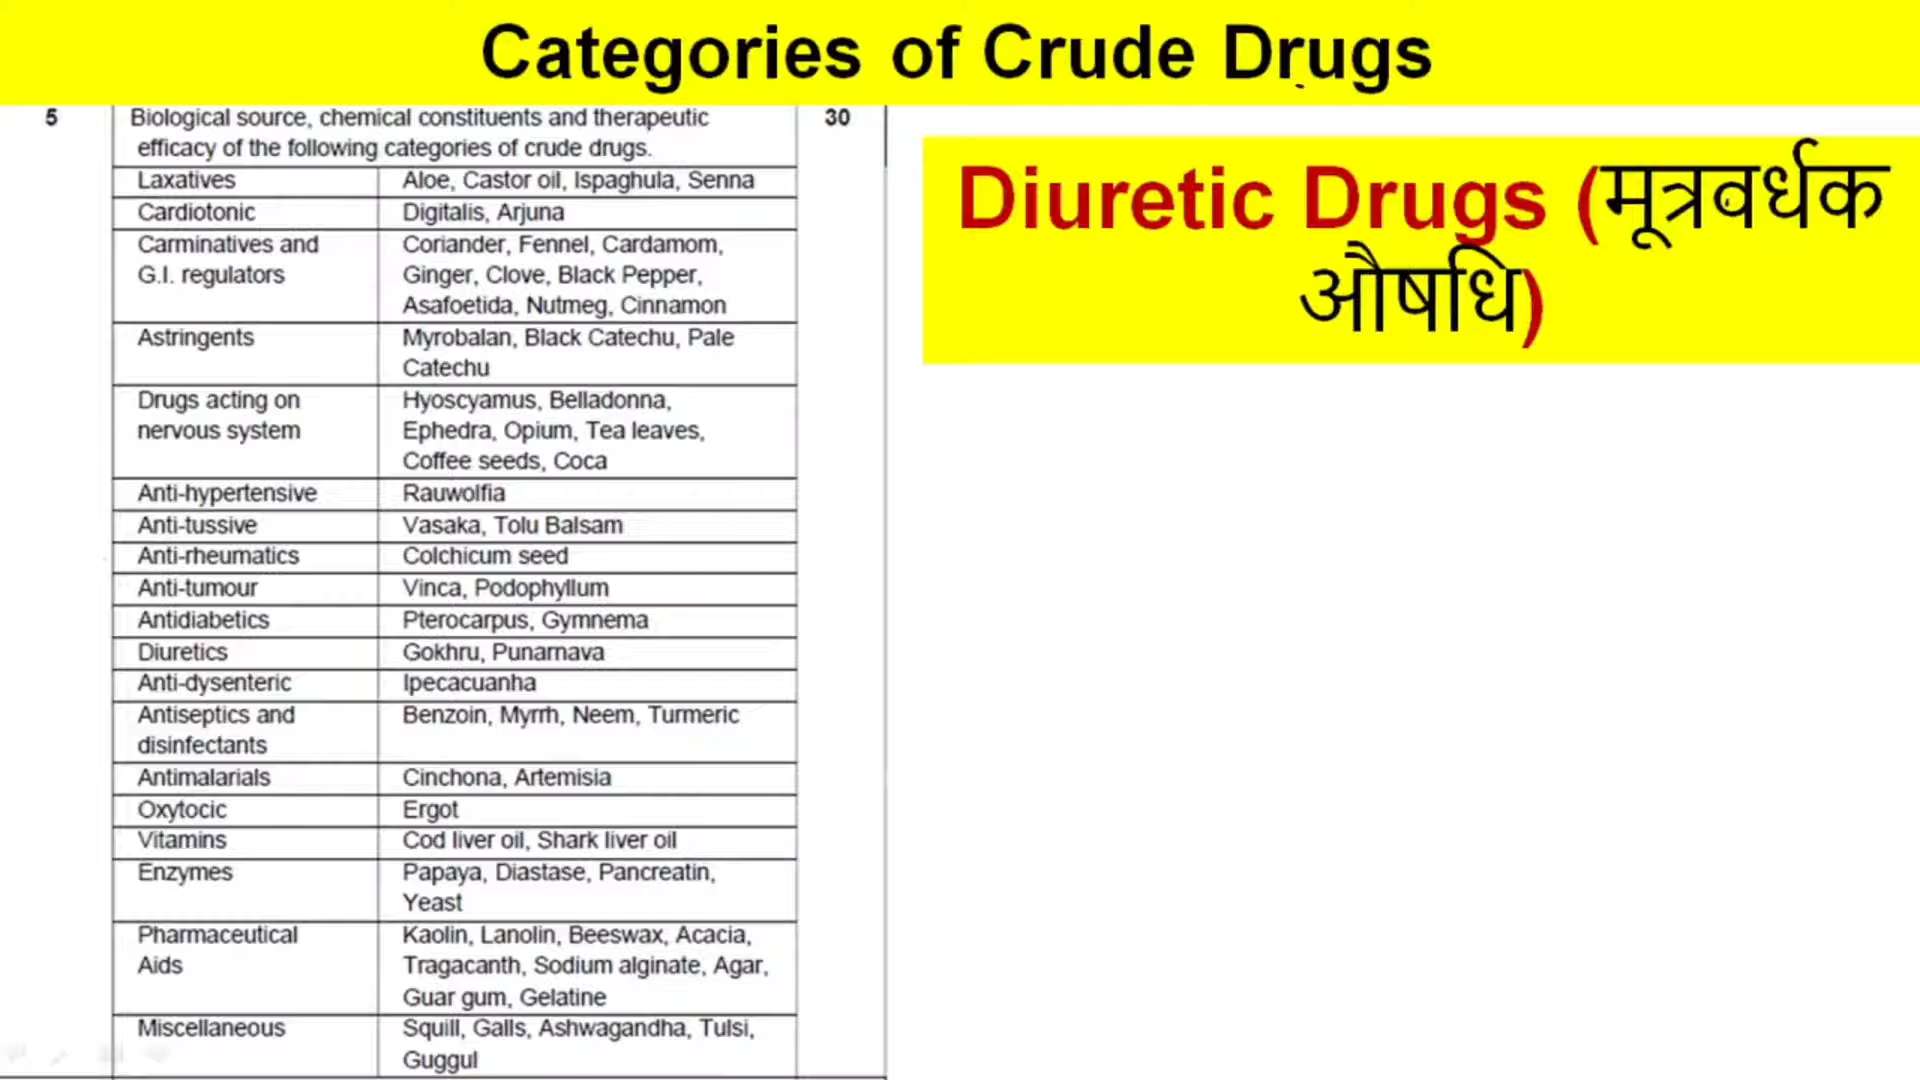 Categories of Crude Drugs
5 Biological source, chemical constituents and therapeutic 30
efficacy of the following categories of crude drugs.
Laxatives Aloe, Castor oil, Ispaghula, Senna
Cardiotonic Digitalis, Arjuna
Carminatives and Coriander, Fennel, Cardamom,
G.I. regulators Ginger, Clove, Black Pepper,
Asafoetida, Nutmeg, Cinnamon
Astringents Myrobalan, Black Catechu, Pale
Catechu
Drugs acting on Hyoscyamus, Belladonna,
nervous system Ephedra, Opium, Tea leaves,
Coffee seeds, Coca
Anti-hypertensive Rauwolfia
Anti-tussive Vasaka, Tolu Balsam
Anti-rheumatics Colchicum seed
Anti-tumour Vinca, Podophyllum
Antidiabetics Pterocarpus, Gymnema
Diuretics Gokhru, Punarnava
Anti-dysenteric Ipecacuanha
Antiseptics and Benzoin, Myrrh, Neem, Turmeric
disinfectants
Antimalarials Cinchona, Artemisia
Oxytocic Ergot
Vitamins Cod liver oil, Shark liver oil
Enzymes Papaya, Diastase, Pancreatin,
Yeast
Pharmaceutical Kaolin, Lanolin, Beeswax, Acacia,
Aids Tragacanth, Sodium alginate, Agar,
Guar gum, Gelatine
Miscellaneous Squill, Galls, Ashwagandha, Tulsi,
Guggul
Diuretic Drugs (मूत्रवर्धक
औषधि)